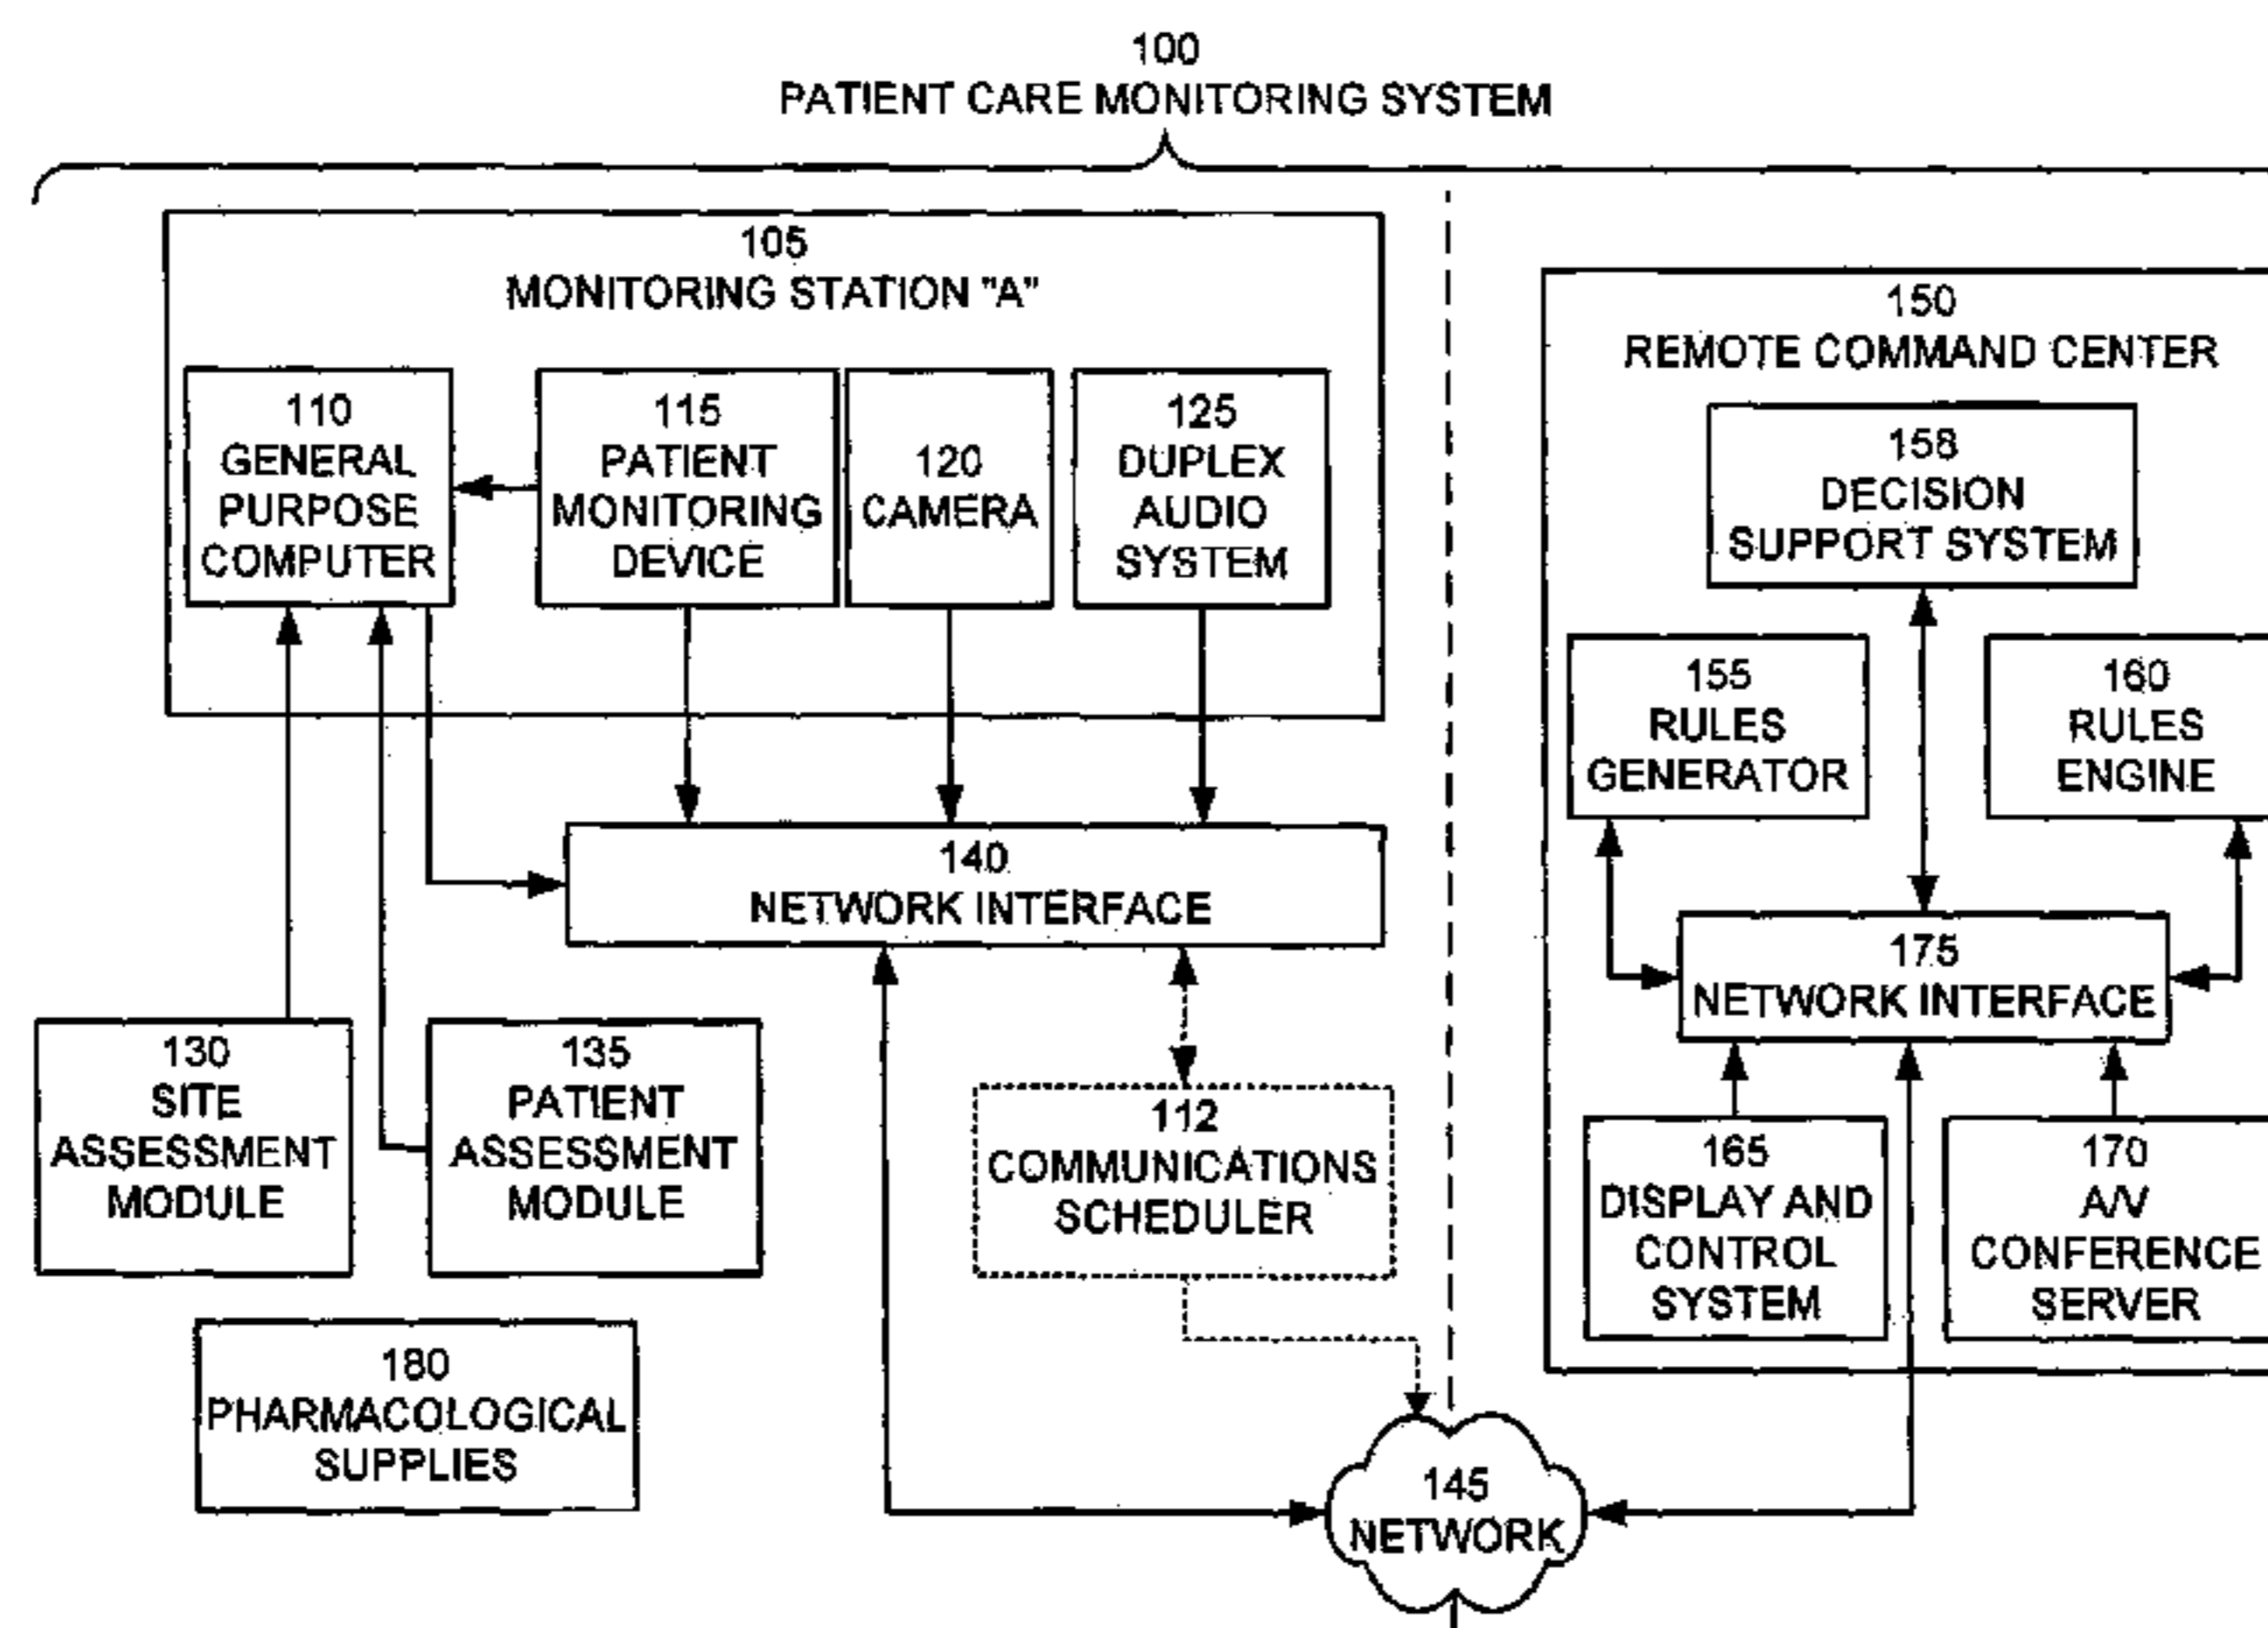 100
PATIENT CARE MONITORING SYSTEM
105
MONITORING STATION "A"
110
GENERAL
PURPOSE
COMPUTER
115
PATIENT
MONITORING
DEVICE
120
CAMERA
125
DUPLEX
AUDIO
SYSTEM
140
NETWORK INTERFACE
130
SITE
ASSESSMENT
MODULE
135
PATIENT
ASSESSMENT
MODULE
112
COMMUNICATIONS
SCHEDULER
180
PHARMACOLOGICAL
SUPPLIES
145
NETWORK
150
REMOTE COMMAND CENTER
158
DECISION
SUPPORT SYSTEM
155
RULES
GENERATOR
160
RULES
ENGINE
175
NETWORK INTERFACE
165
DISPLAY AND
CONTROL
SYSTEM
170
A/V
CONFERENCE
SERVER